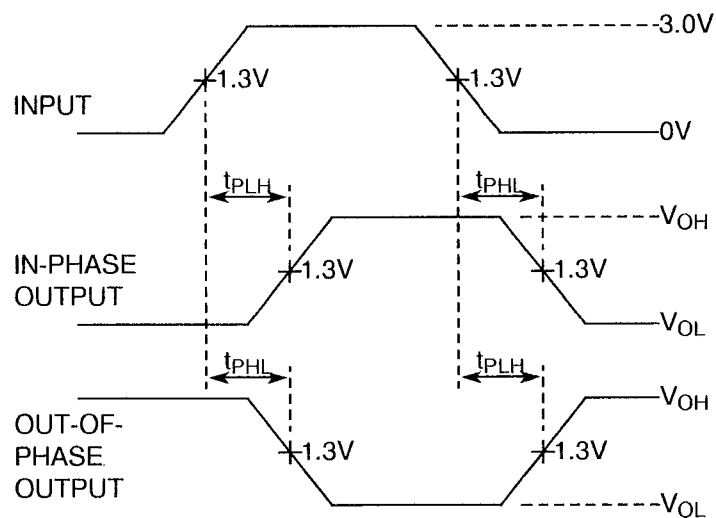 3.0V
1.3V
1.3V
INPUT
0V
tPLH
tPHL
VOH
IN-PHASE
OUTPUT
1.3V
1.3V
VOL
tPHL
tPLH
VOH
OUT-OF-
PHASE
OUTPUT
1.3V
1.3V
VOL